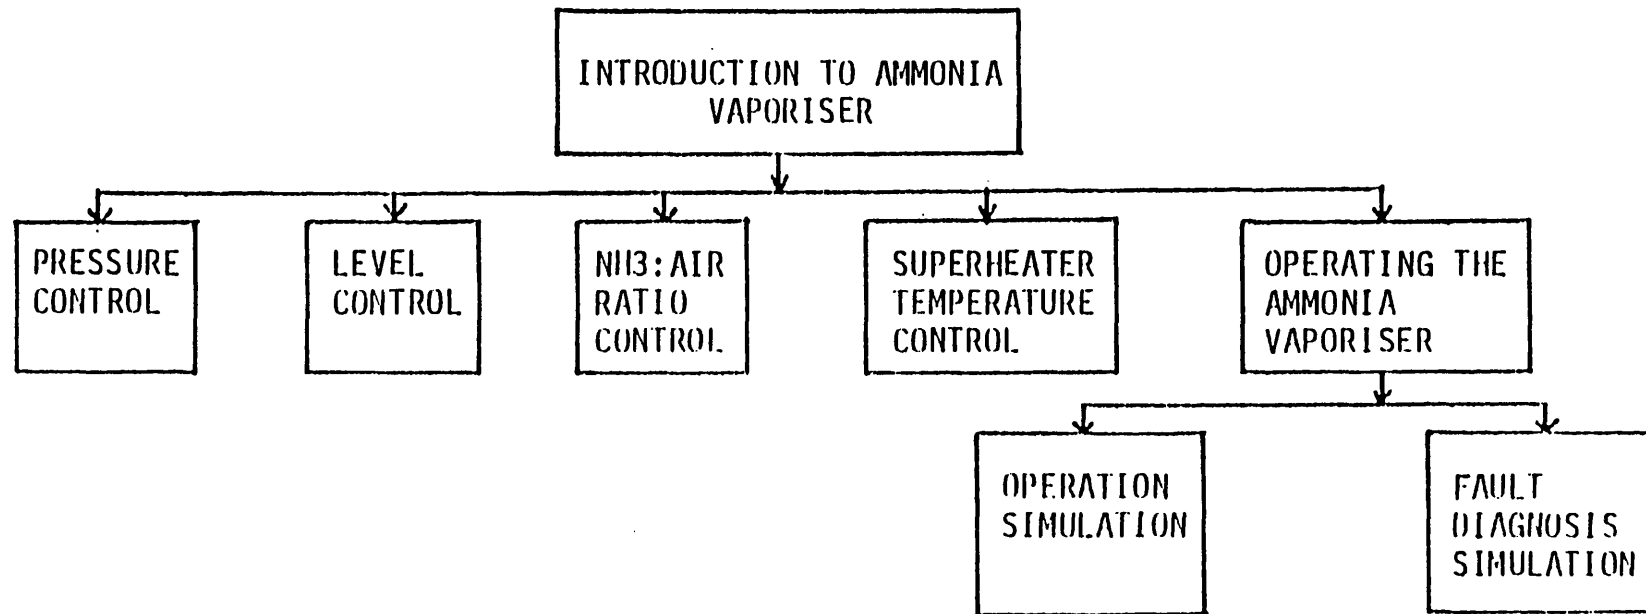 INTRODUCTION TO AMMONIA
VAPORISER
PRESSURE
CONTROL
LEVEL
CONTROL
NH3:AIR
RATIO
CONTROL
SUPERHEATER
TEMPERATURE
CONTROL
OPERATING THE
AMMONIA
VAPORISER
OPERATION
SIMULATION
FAULT
DIAGNOSIS
SIMULATION